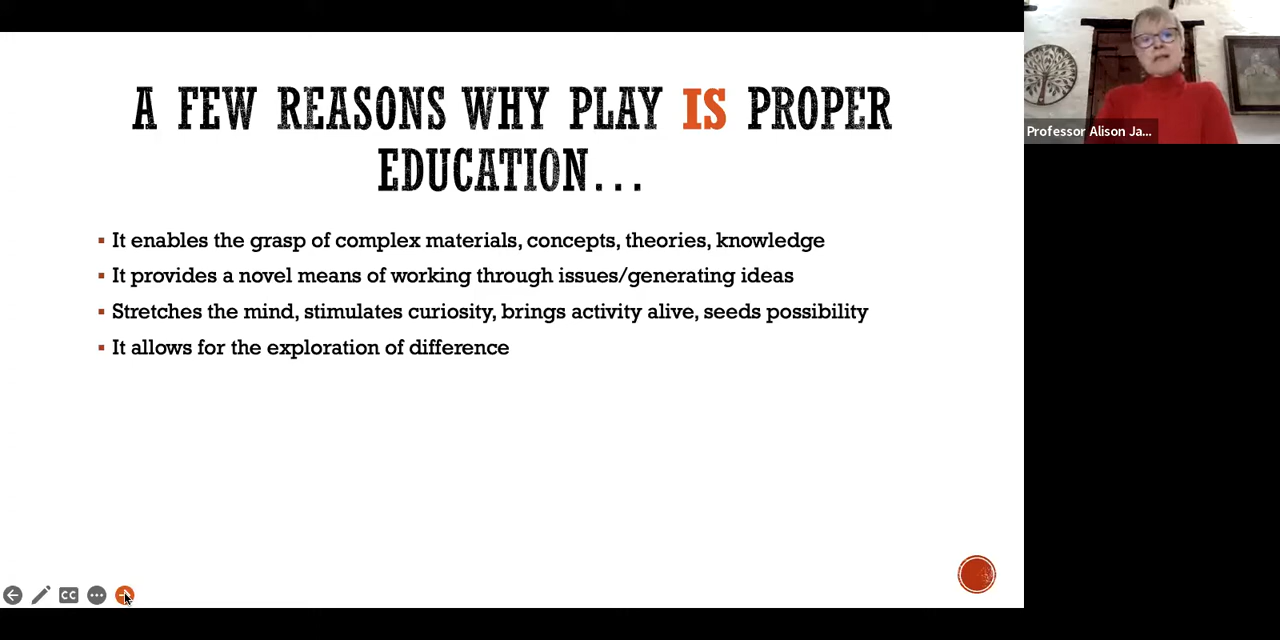 A FEW REASONS WHY PLAY IS PROPER
EDUCATION...
▪ It enables the grasp of complex materials, concepts, theories, knowledge
▪ It provides a novel means of working through issues/generating ideas
▪ Stretches the mind, stimulates curiosity, brings activity alive, seeds possibility
▪ It allows for the exploration of difference
Professor Alison Ja...
CC